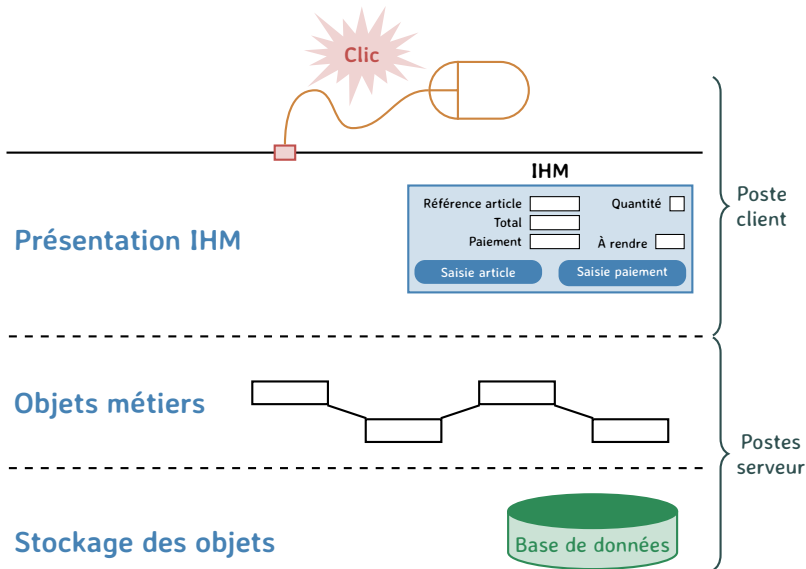 Clic
IHM
Référence article
Quantité
Total
Paiement
À rendre
Saisie article
Saisie paiement
Présentation IHM
Poste
client
Objets métiers
Postes
serveur
Stockage des objets
Base de données